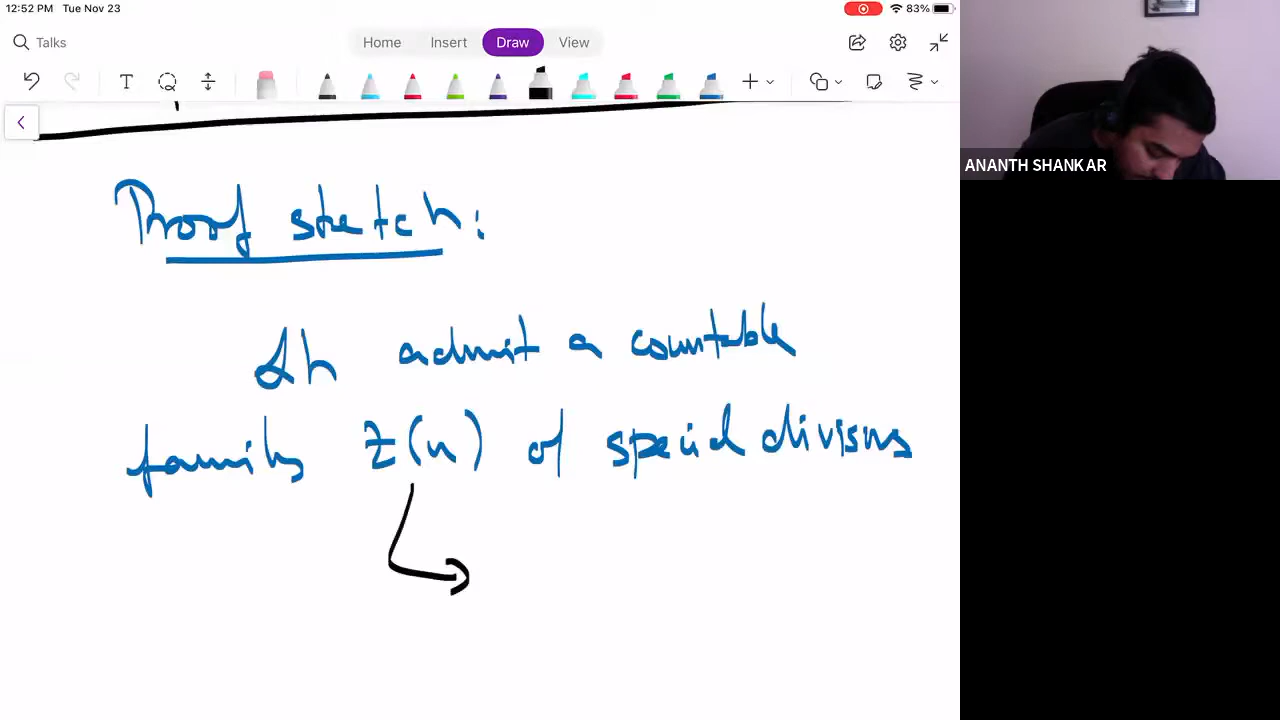 12:52 PM Tue Nov 23
83%
Talks
Home Insert Draw View
ANANTH SHANKAR
Proof sketch:
Sh admit a countable
family Z(n) of special divisors